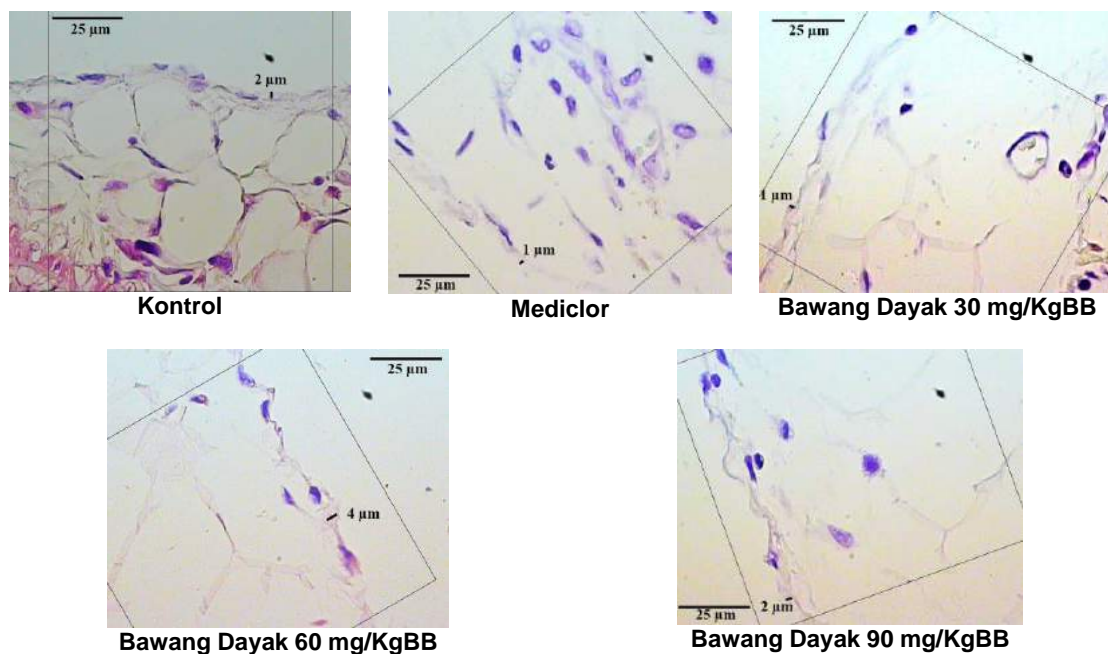 25 µm
2 µm
Kontrol
1 µm
25 µm
Mediclor
25 µm
4 µm
Bawang Dayak 30 mg/KgBB
25 µm
4 µm
Bawang Dayak 60 mg/KgBB
2 µm
25 µm
Bawang Dayak 90 mg/KgBB